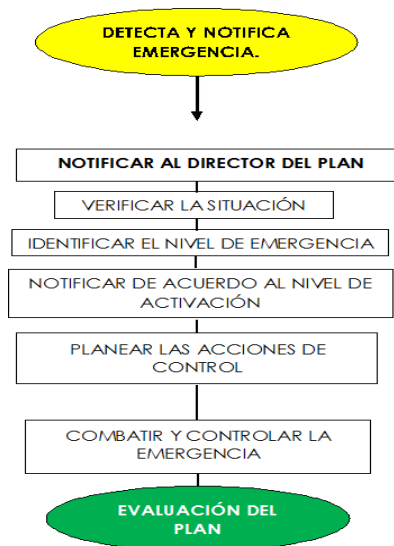 DETECTA Y NOTIFICA
EMERGENCIA.
NOTIFICAR AL DIRECTOR DEL PLAN
VERIFICAR LA SITUACIÓN
IDENTIFICAR EL NIVEL DE EMERGENCIA
NOTIFICAR DE ACUERDO AL NIVEL DE
ACTIVACIÓN
PLANEAR LAS ACCIONES DE
CONTROL
COMBATIR Y CONTROLAR LA
EMERGENCIA
EVALUACIÓN DEL
PLAN